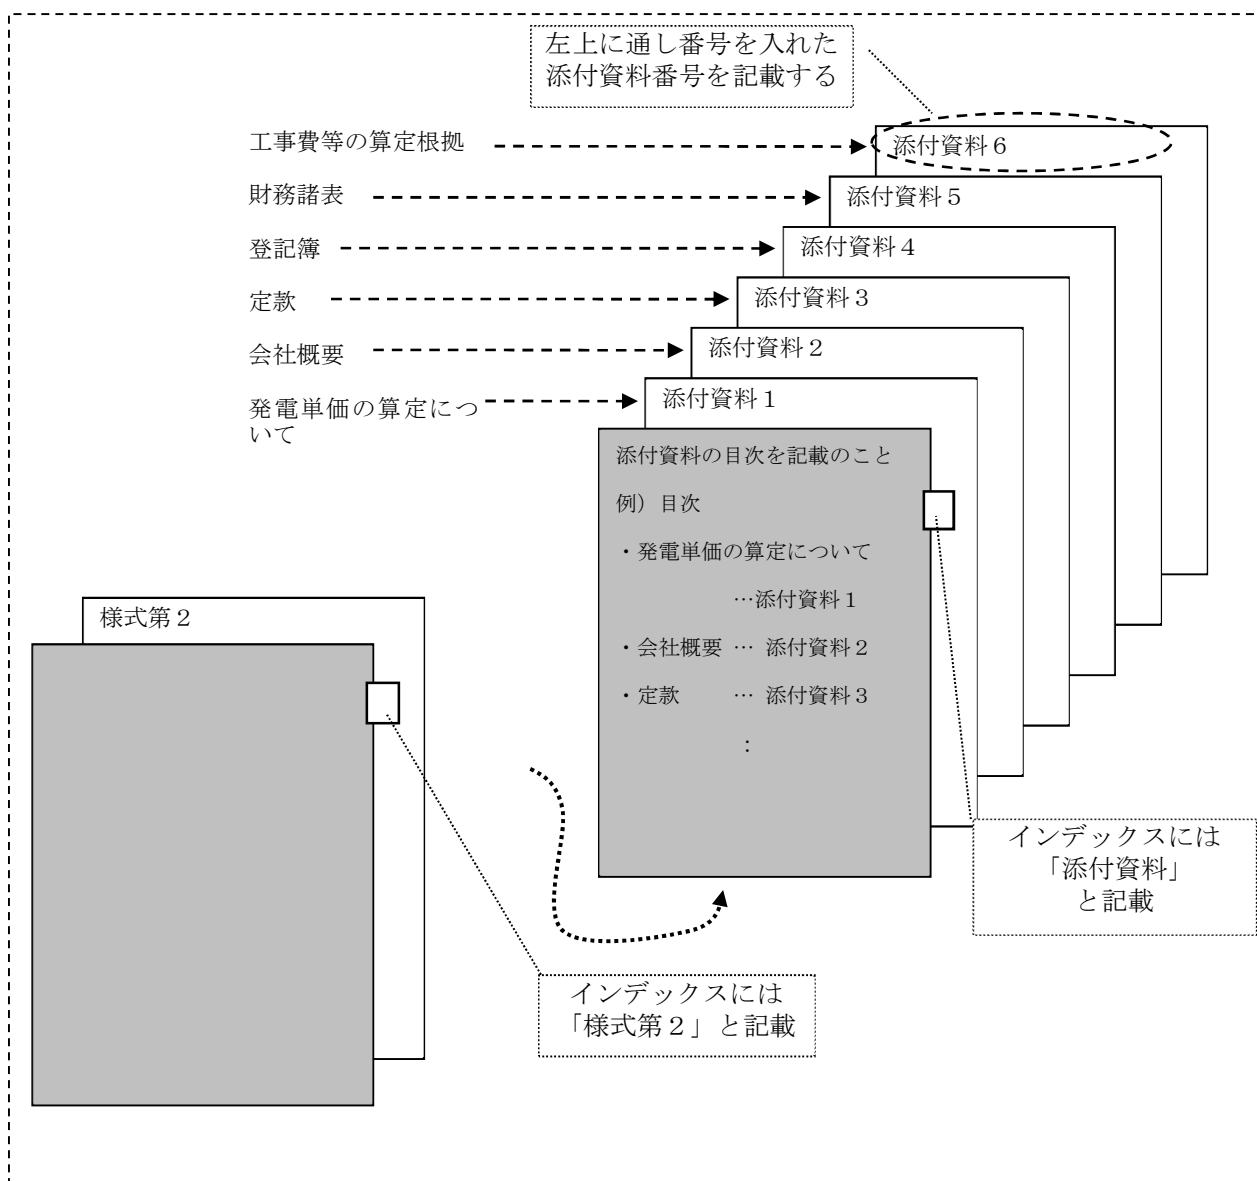 左上に通し番号を入れた
添付資料番号を記載する
工事費等の算定根拠
添付資料６
財務諸表
添付資料５
登記簿
添付資料４
定款
添付資料３
会社概要
添付資料２
発電単価の算定につ
いて
添付資料１
添付資料の目次を記載のこと
例）目次
・発電単価の算定について
…添付資料１
・会社概要 … 添付資料２
・定款 … 添付資料３
：
様式第２
インデックスには
「添付資料」
と記載
インデックスには
「様式第２」と記載